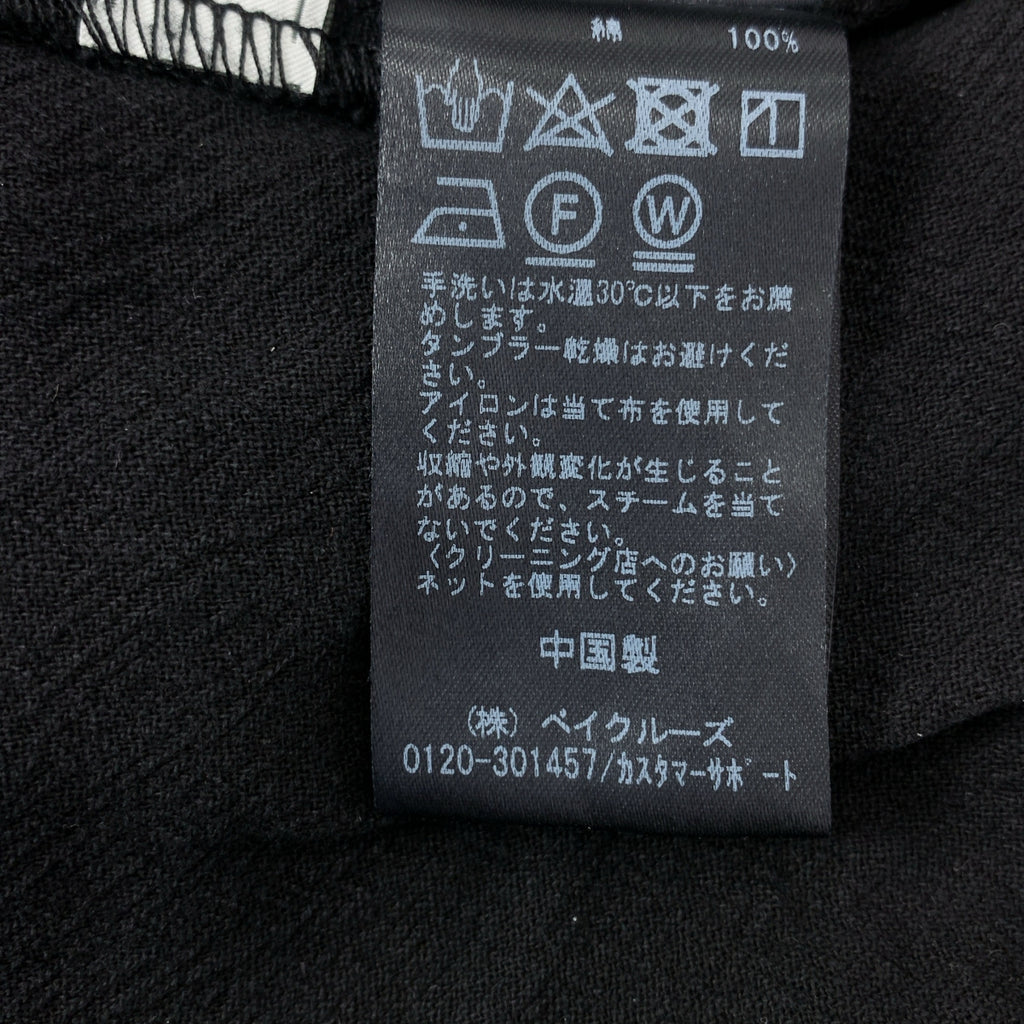 綿 100%
F W
手洗いは水温30℃以下をお薦
めします。
タンブラー乾燥はお避けくだ
さい。
アイロンは当て布を使用して
ください。
収縮や外観変化が生じること
があるので、スチームを当て
ないでください。
〈クリーニング店へのお願い〉
ネットを使用してください。
中国製
(株) ベイクルーズ
0120-301457/カスタマーサポート